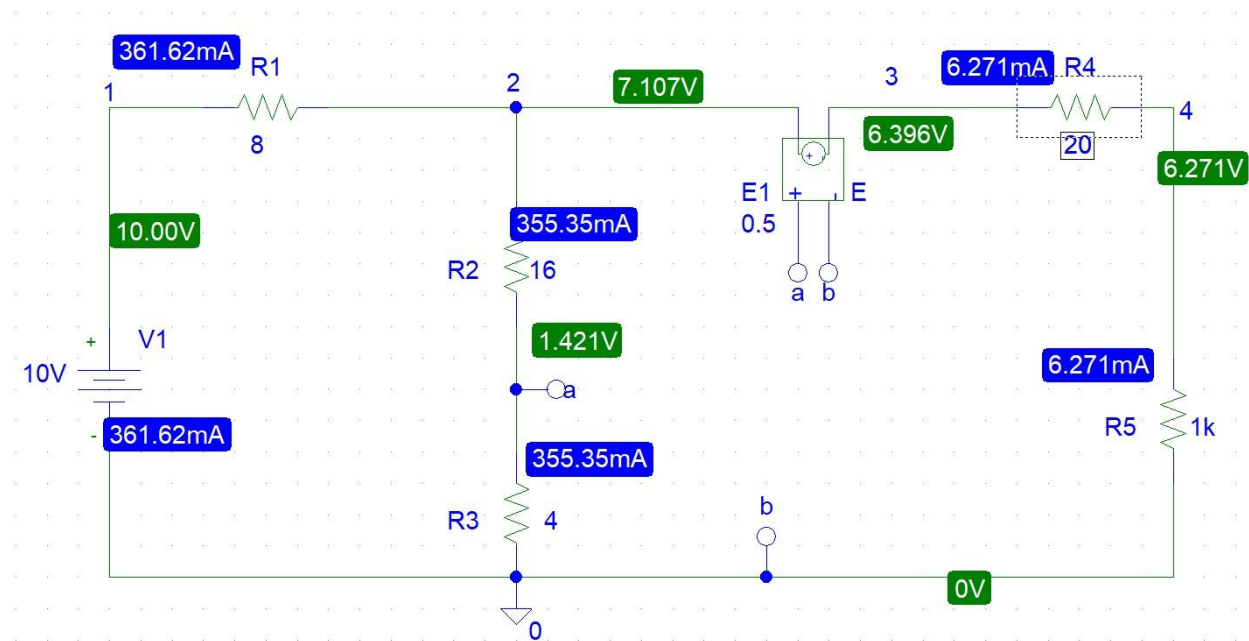 361.62mA
R1
1
8
2
7.107V
3
6.271mA
R4
20
4
6.396V
6.271V
E1
+
-
E
0.5
+
-
a
b
10.00V
355.35mA
R2
16
1.421V
a
+
V1
10V
-
361.62mA
355.35mA
R3
4
b
6.271mA
R5
1k
0V
0